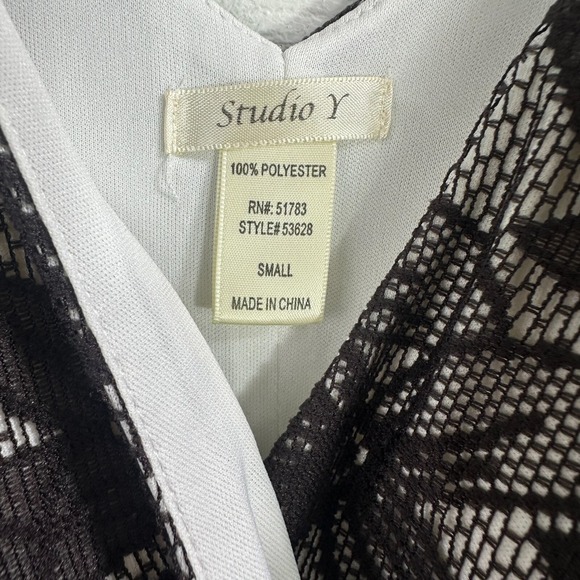 Studio Y
100% POLYESTER
RN#: 51783
STYLE# 53628
SMALL
MADE IN CHINA